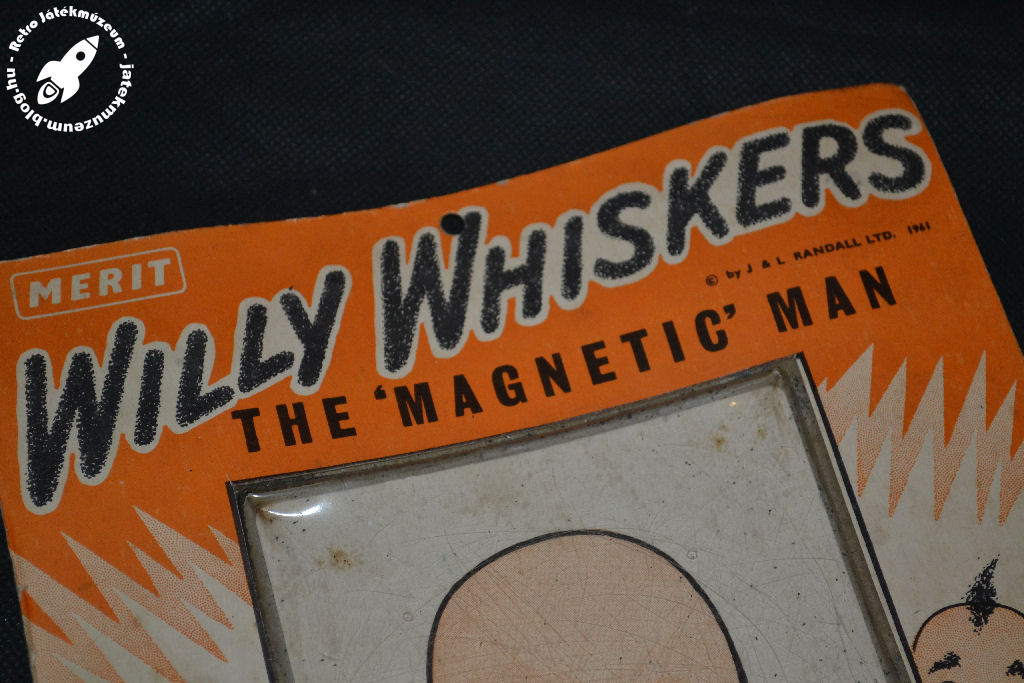 Retro Játékmúzeum - jatekmuzeum.blog.hu -
MERIT
WILLY WHISKERS
© by J & L RANDALL LTD. 1961
THE ‘MAGNETIC’ MAN